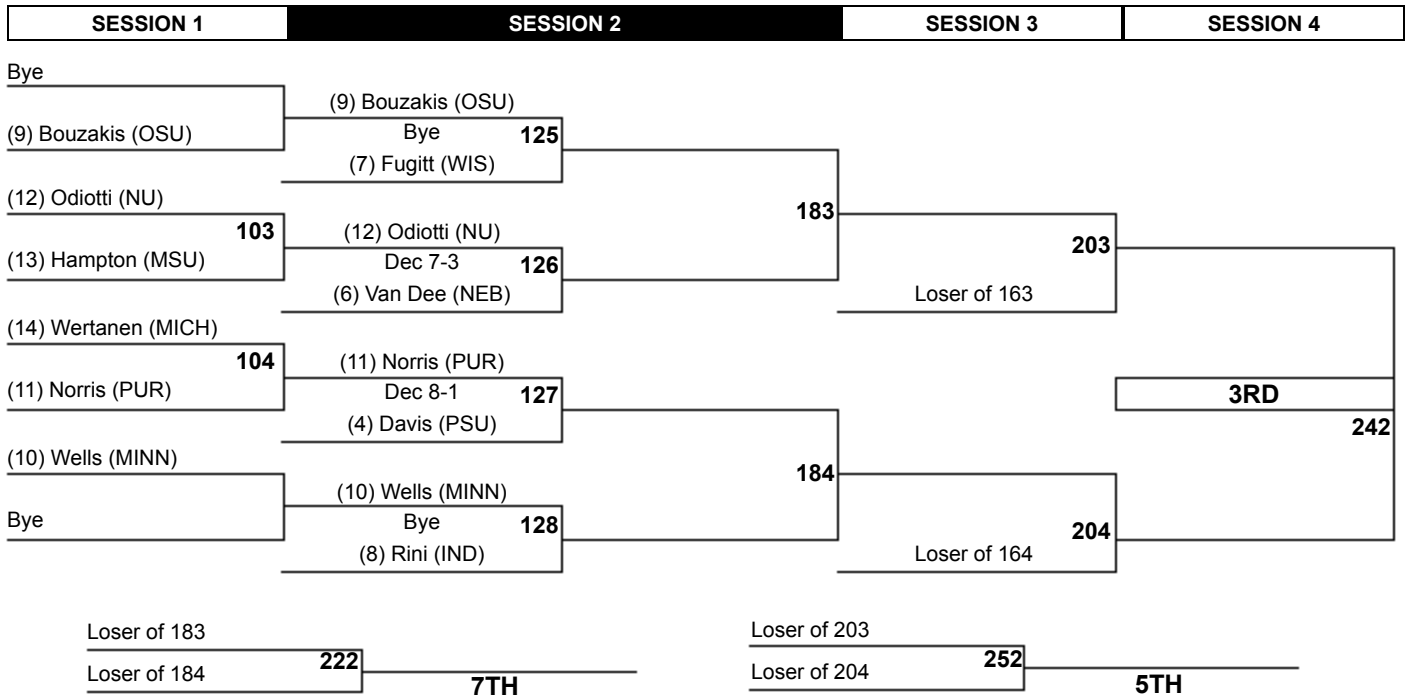 SESSION 1 SESSION 2 SESSION 3 SESSION 4
Bye
(9) Bouzakis (OSU)
(9) Bouzakis (OSU)
Bye 125
(7) Fugitt (WIS)
(12) Odiotti (NU)
103
(13) Hampton (MSU)
(12) Odiotti (NU)
Dec 7-3 126
(6) Van Dee (NEB)
183
203
Loser of 163
(14) Wertanen (MICH)
104
(11) Norris (PUR)
(11) Norris (PUR)
Dec 8-1 127
(4) Davis (PSU)
3RD
242
(10) Wells (MINN)
Bye
(10) Wells (MINN)
Bye 128
(8) Rini (IND)
184
204
Loser of 164
Loser of 183
222
Loser of 184
7TH
Loser of 203
252
Loser of 204
5TH